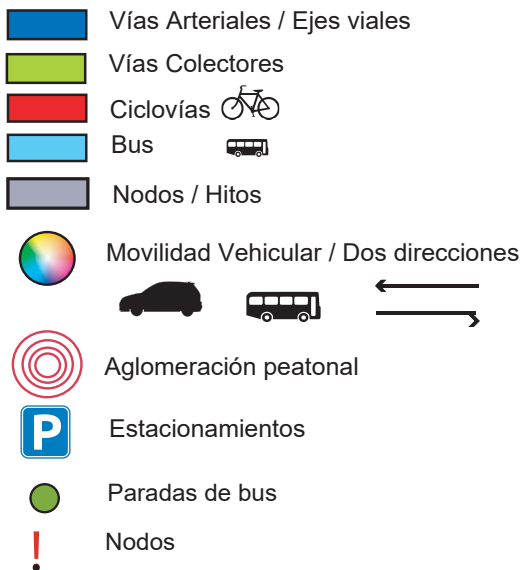 Vías Arteriales / Ejes viales
Vías Colectores
Ciclovías
Bus
Nodos / Hitos
Movilidad Vehicular / Dos direcciones
Aglomeración peatonal
P
Estacionamientos
Paradas de bus
! Nodos